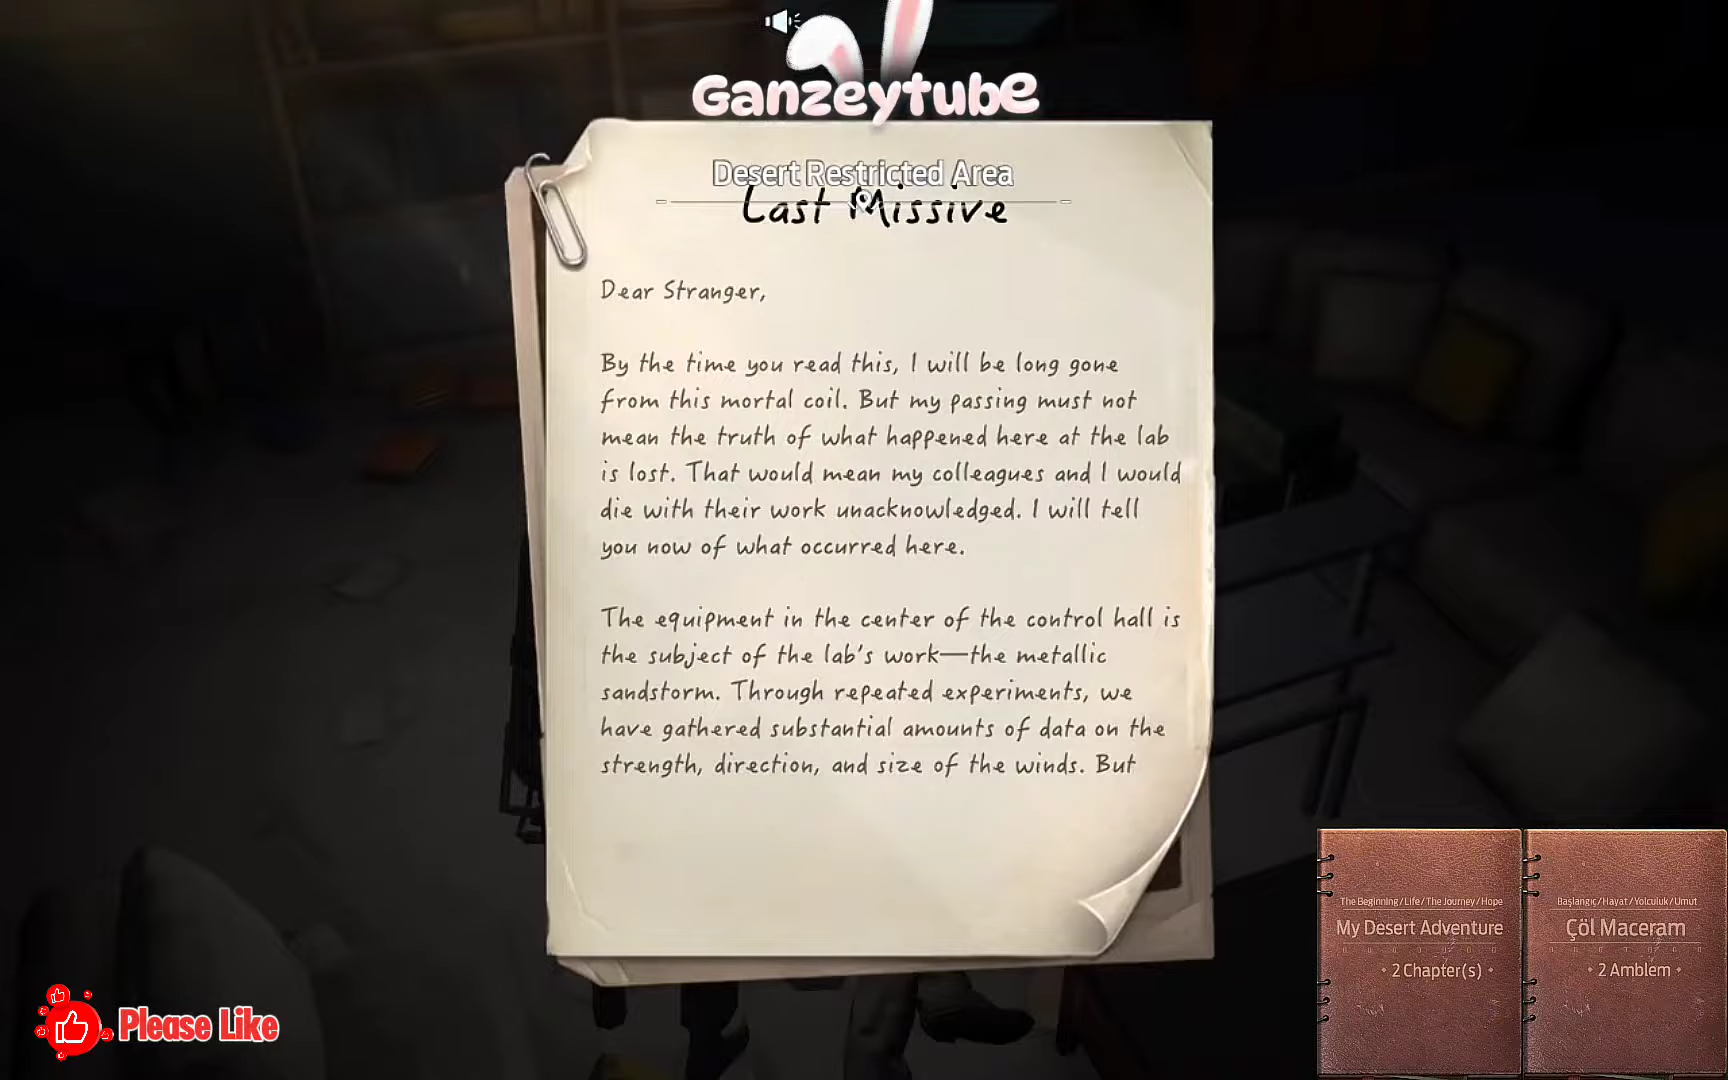 Ganzeytube
Desert Restricted Area
Last Missive
Dear Stranger,
By the time you read this, I will be long gone
from this mortal coil. But my passing must not
mean the truth of what happened here at the lab
is lost. That would mean my colleagues and I would
die with their work unacknowledged. I will tell
you now of what occurred here.
The equipment in the center of the control hall is
the subject of the lab's work—the metallic
sandstorm. Through repeated experiments, we
have gathered substantial amounts of data on the
strength, direction, and size of the winds. But
The Beginning/Life/The Journey/Hope
My Desert Adventure
• 2 Chapter(s) •
Başlangıç/Hayat/Yolculuk/Umut
Çöl Maceram
• 2 Amblem •
Please Like